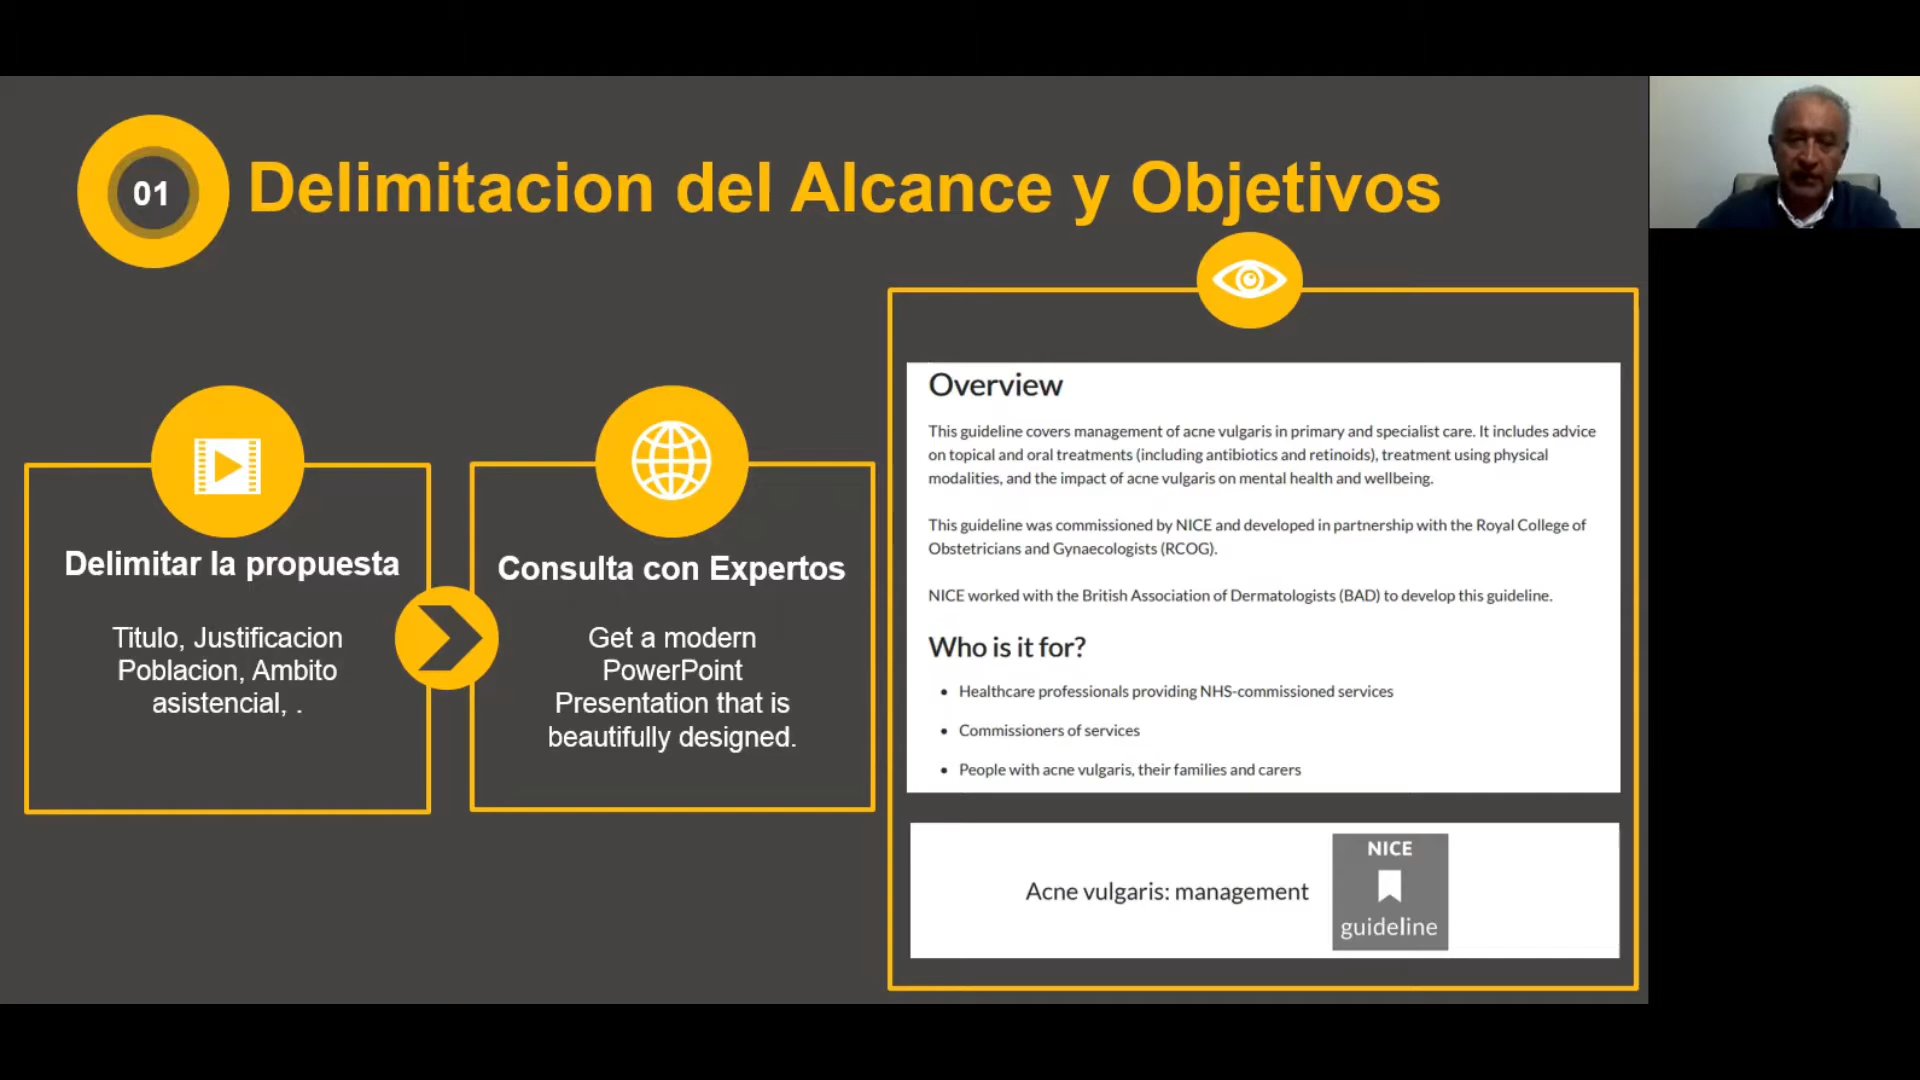 01
Delimitacion del Alcance y Objetivos
Delimitar la propuesta
Titulo, Justificacion
Poblacion, Ambito
asistencial, .
Consulta con Expertos
Get a modern
PowerPoint
Presentation that is
beautifully designed.
Overview
This guideline covers management of acne vulgaris in primary and specialist care. It includes advice
on topical and oral treatments (including antibiotics and retinoids), treatment using physical
modalities, and the impact of acne vulgaris on mental health and wellbeing.
This guideline was commissioned by NICE and developed in partnership with the Royal College of
Obstetricians and Gynaecologists (RCOG).
NICE worked with the British Association of Dermatologists (BAD) to develop this guideline.
Who is it for?
• Healthcare professionals providing NHS-commissioned services
• Commissioners of services
• People with acne vulgaris, their families and carers
Acne vulgaris: management
NICE
guideline